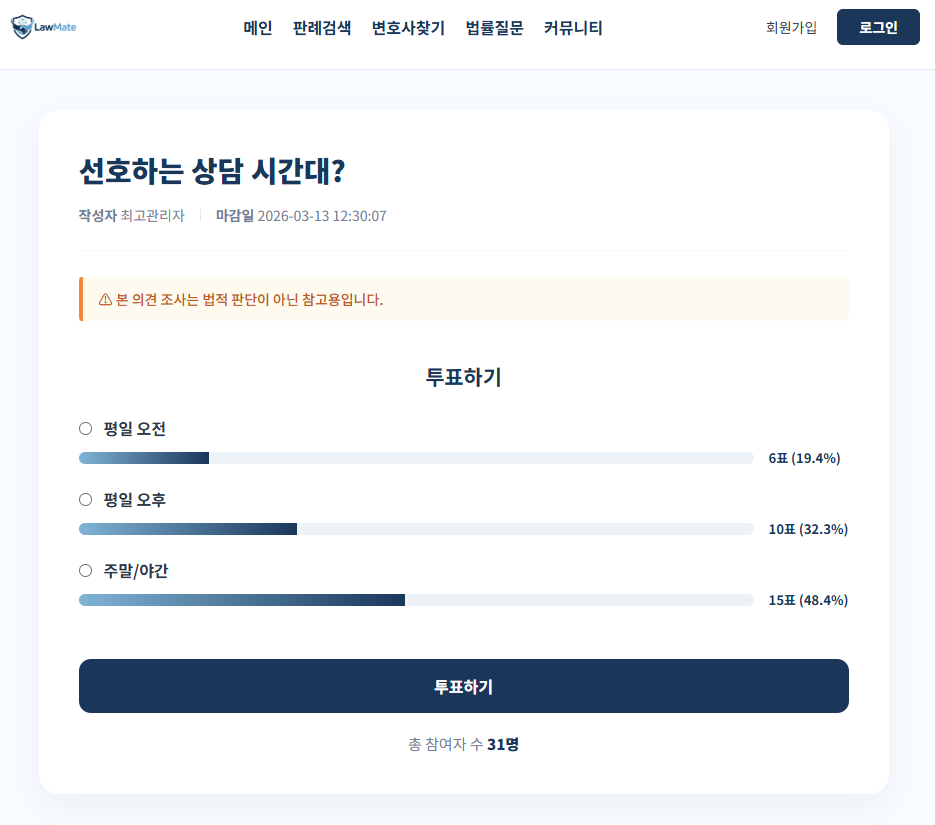 LawMate 메인 판례검색 변호사찾기 법률질문 커뮤니티 회원가입 로그인
선호하는 상담 시간대?
작성자 최고관리자 마감일 2026-03-13 12:30:07
⚠ 본 의견 조사는 법적 판단이 아닌 참고용입니다.
투표하기
평일 오전
6표 (19.4%)
평일 오후
10표 (32.3%)
주말/야간
15표 (48.4%)
투표하기
총 참여자 수 31명